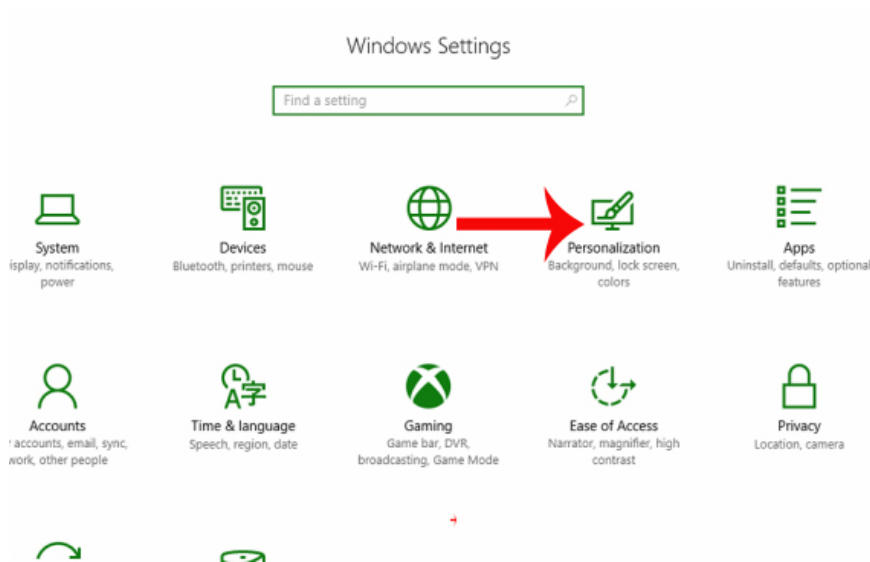 Windows Settings
Find a setting
System
isplay, notifications,
power
Devices
Bluetooth, printers, mouse
Network & Internet
Wi-Fi, airplane mode, VPN
Personalization
Background, lock screen,
colors
Apps
Uninstall, defaults, optional
features
Accounts
accounts, email, sync,
work, other people
Time & language
Speech, region, date
Gaming
Game bar, DVR,
broadcasting, Game Mode
Ease of Access
Narrator, magnifier, high
contrast
Privacy
Location, camera